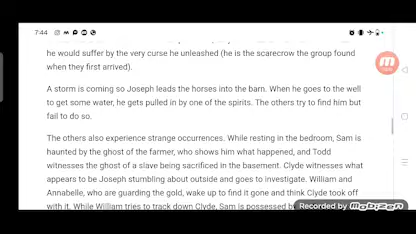 7:44
he would suffer by the very curse he unleashed (he is the scarecrow the group found
when they first arrived).
A storm is coming so Joseph leads the horses into the barn. When he goes to the well
to get some water, he gets pulled in by one of the spirits. The others try to find him but
fail to do so.
The others also experience strange occurrences. While resting in the bedroom, Sam is
haunted by the ghost of the farmer, who shows him what happened, and Todd
witnesses the ghost of a slave being sacrificed in the basement. Clyde witnesses what
appears to be Joseph stumbling about outside and goes to investigate. William and
Annabelle, who are guarding the gold, wake up to find it gone and think Clyde took off
with it. While William tries to track down Clyde, Sam is possessed by
Recorded by Mobizen